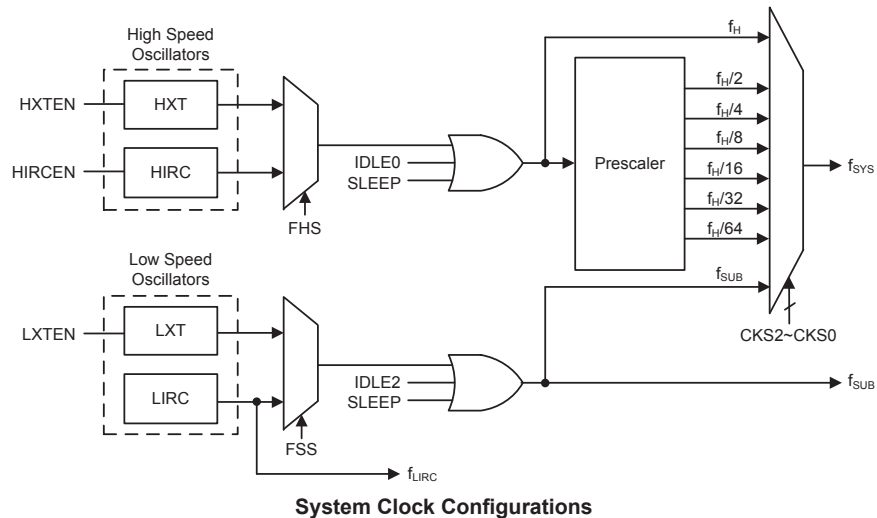 High Speed
Oscillators
HXTEN
HXT
HIRCEN
HIRC
FHS
IDLE0
SLEEP
Prescaler
fH
fH/2
fH/4
fH/8
fH/16
fH/32
fH/64
fSUB
CKS2~CKS0
fSYS
Low Speed
Oscillators
LXTEN
LXT
LIRC
FSS
IDLE2
SLEEP
fSUB
fLIRC
System Clock Configurations